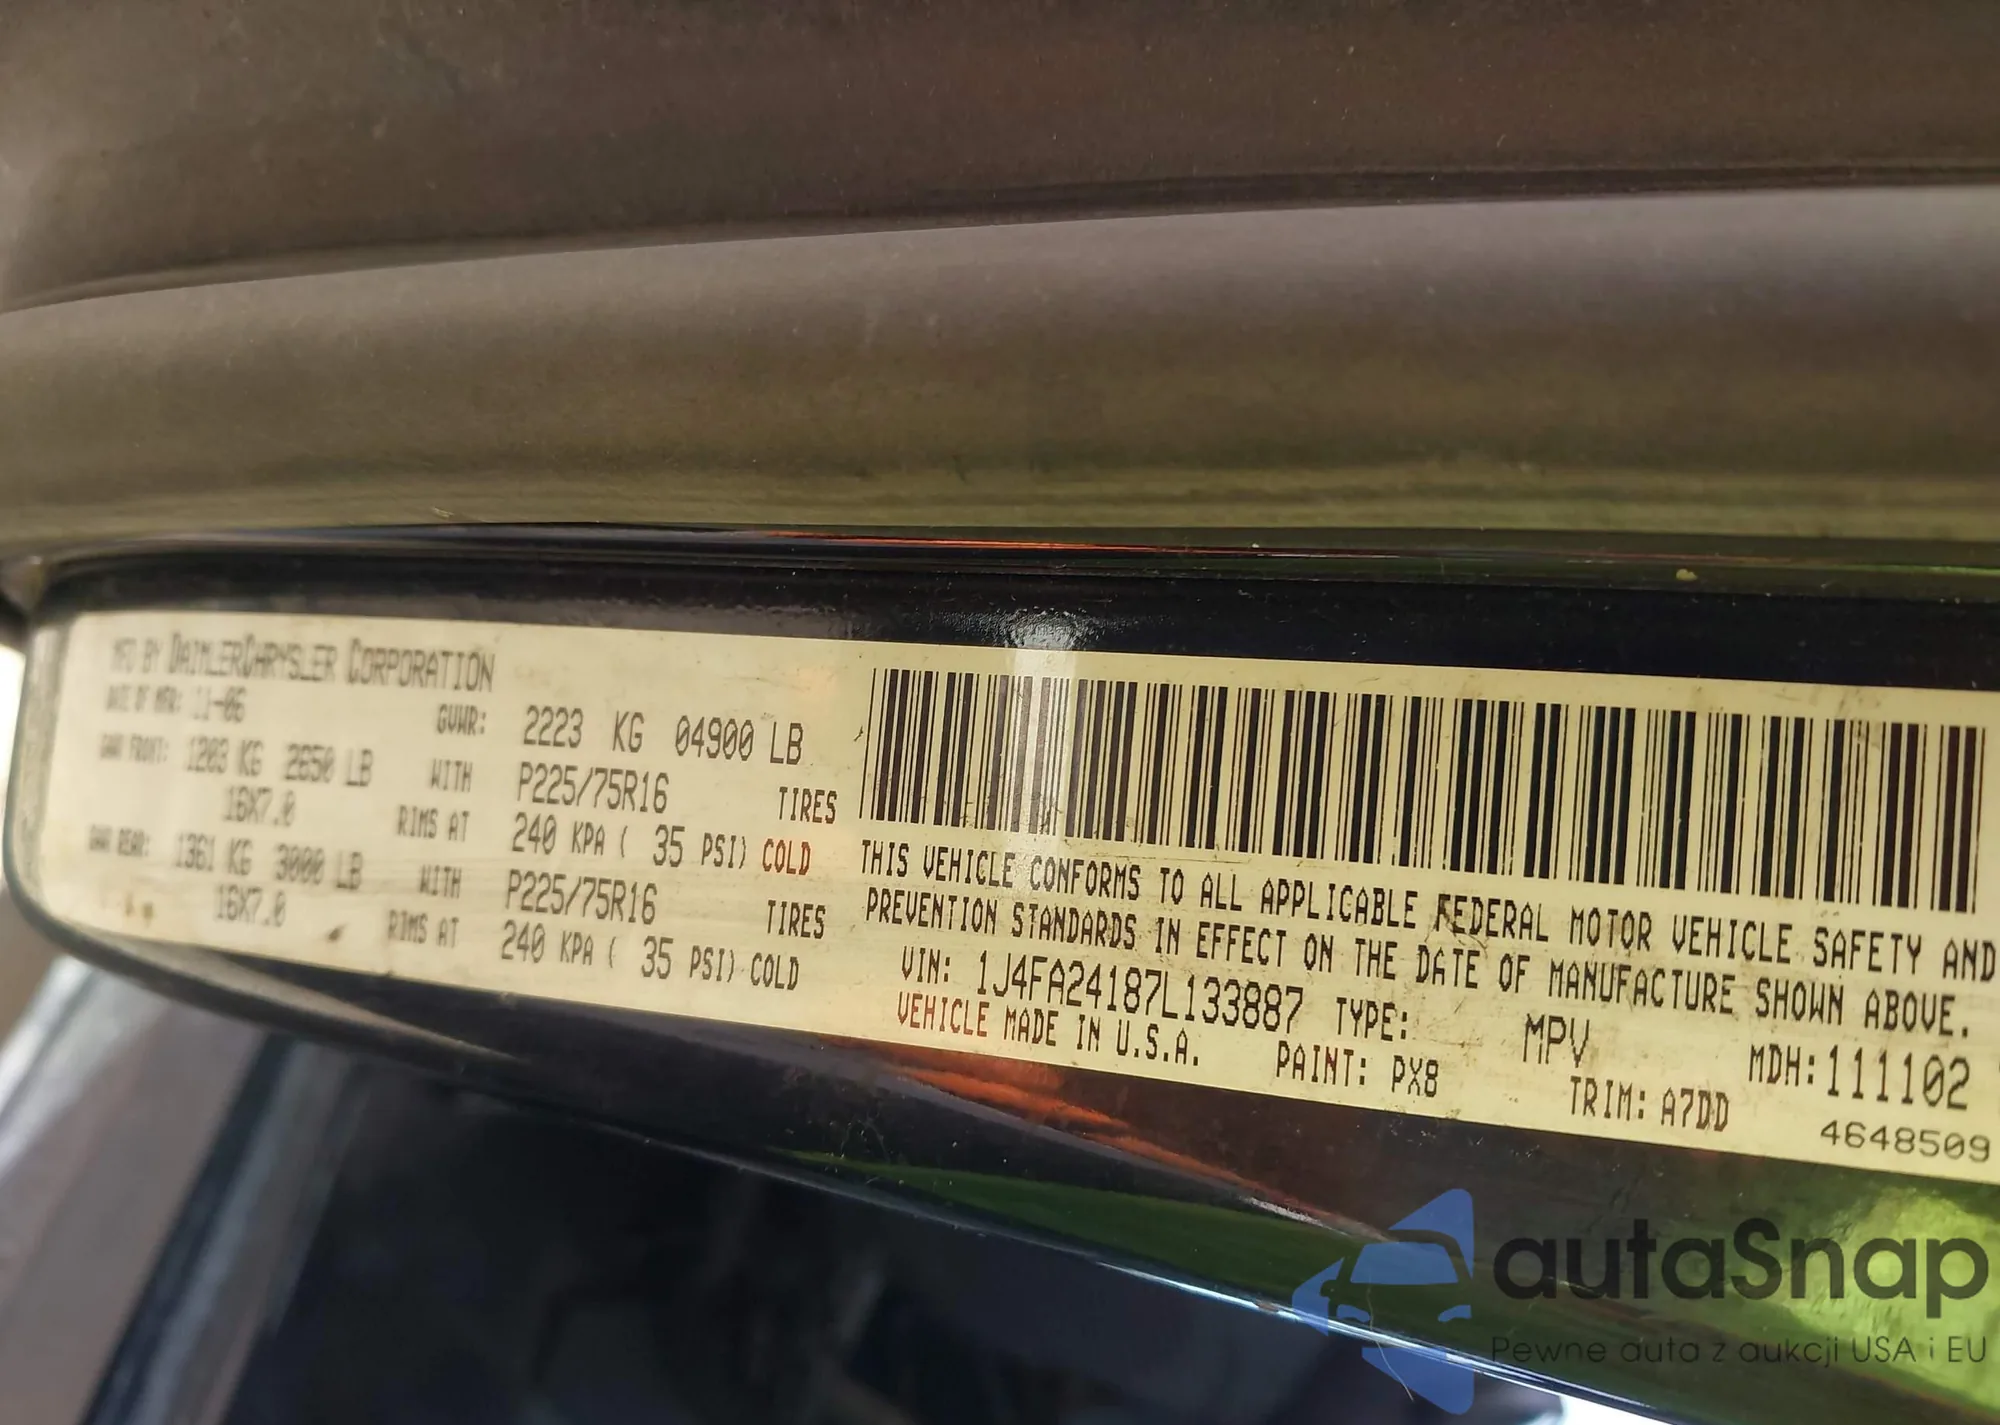 MFD BY DAIMLERCHRYSLER CORPORATION
DATE OF MFR: 11-06 GVWR: 2223 KG 04900 LB
GAWR FRONT: 1203 KG 2650 LB WITH P225/75R16 TIRES
16X7.0 RIMS AT 240 KPA ( 35 PSI) COLD
GAWR REAR: 1361 KG 3000 LB WITH P225/75R16 TIRES
16X7.0 RIMS AT 240 KPA ( 35 PSI) COLD
THIS VEHICLE CONFORMS TO ALL APPLICABLE FEDERAL MOTOR VEHICLE SAFETY AND
PREVENTION STANDARDS IN EFFECT ON THE DATE OF MANUFACTURE SHOWN ABOVE.
VIN: 1J4FA24187L133887 TYPE: MPV MDH: 111102
VEHICLE MADE IN U.S.A. PAINT: PX8 TRIM: A7DD 4648509
autaSnap
Pewne auta z aukcji USA i EU